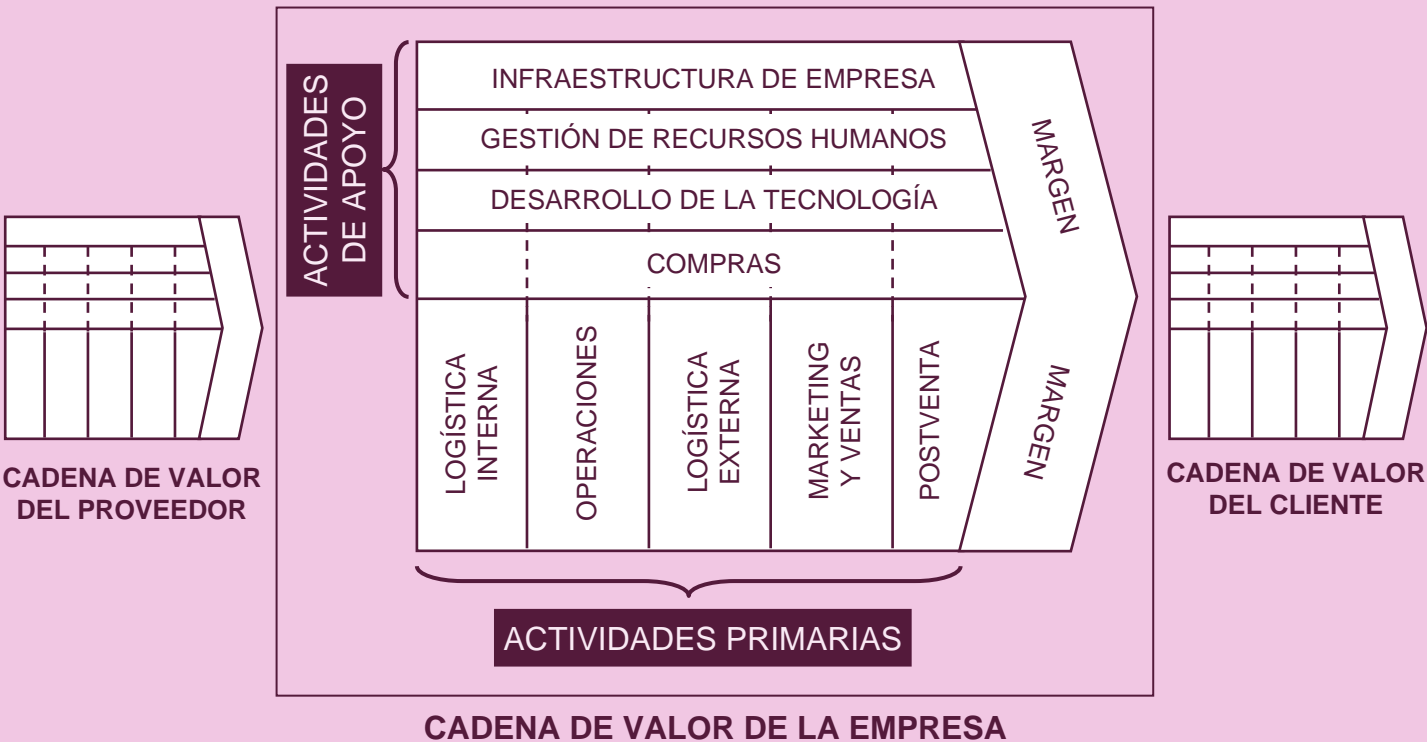 ACTIVIDADES
DE APOYO
INFRAESTRUCTURA DE EMPRESA
GESTIÓN DE RECURSOS HUMANOS
DESARROLLO DE LA TECNOLOGÍA
COMPRAS
MARGEN
LOGÍSTICA
INTERNA
OPERACIONES
LOGÍSTICA
EXTERNA
MARKETING
Y VENTAS
POSTVENTA
MARGEN
CADENA DE VALOR
DEL PROVEEDOR
CADENA DE VALOR
DEL CLIENTE
ACTIVIDADES PRIMARIAS
CADENA DE VALOR DE LA EMPRESA